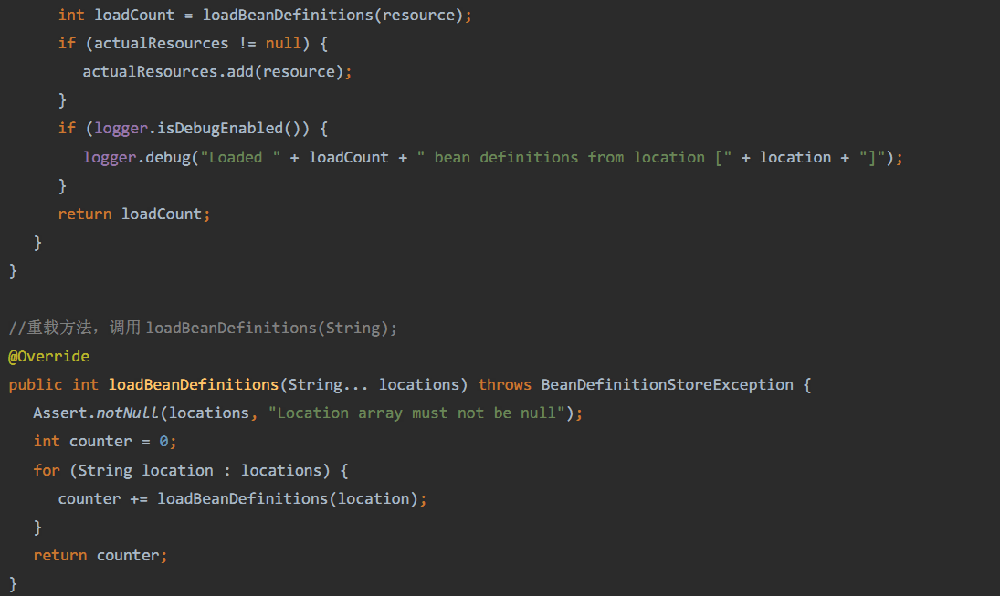 int loadCount = loadBeanDefinitions(resource);
if (actualResources != null) {
actualResources.add(resource);
}
if (logger.isDebugEnabled()) {
logger.debug("Loaded " + loadCount + " bean definitions from location [" + location + "]");
}
return loadCount;
}
}
//重载方法，调用 loadBeanDefinitions(String);
@Override
public int loadBeanDefinitions(String... locations) throws BeanDefinitionStoreException {
Assert.notNull(locations, "Location array must not be null");
int counter = 0;
for (String location : locations) {
counter += loadBeanDefinitions(location);
}
return counter;
}